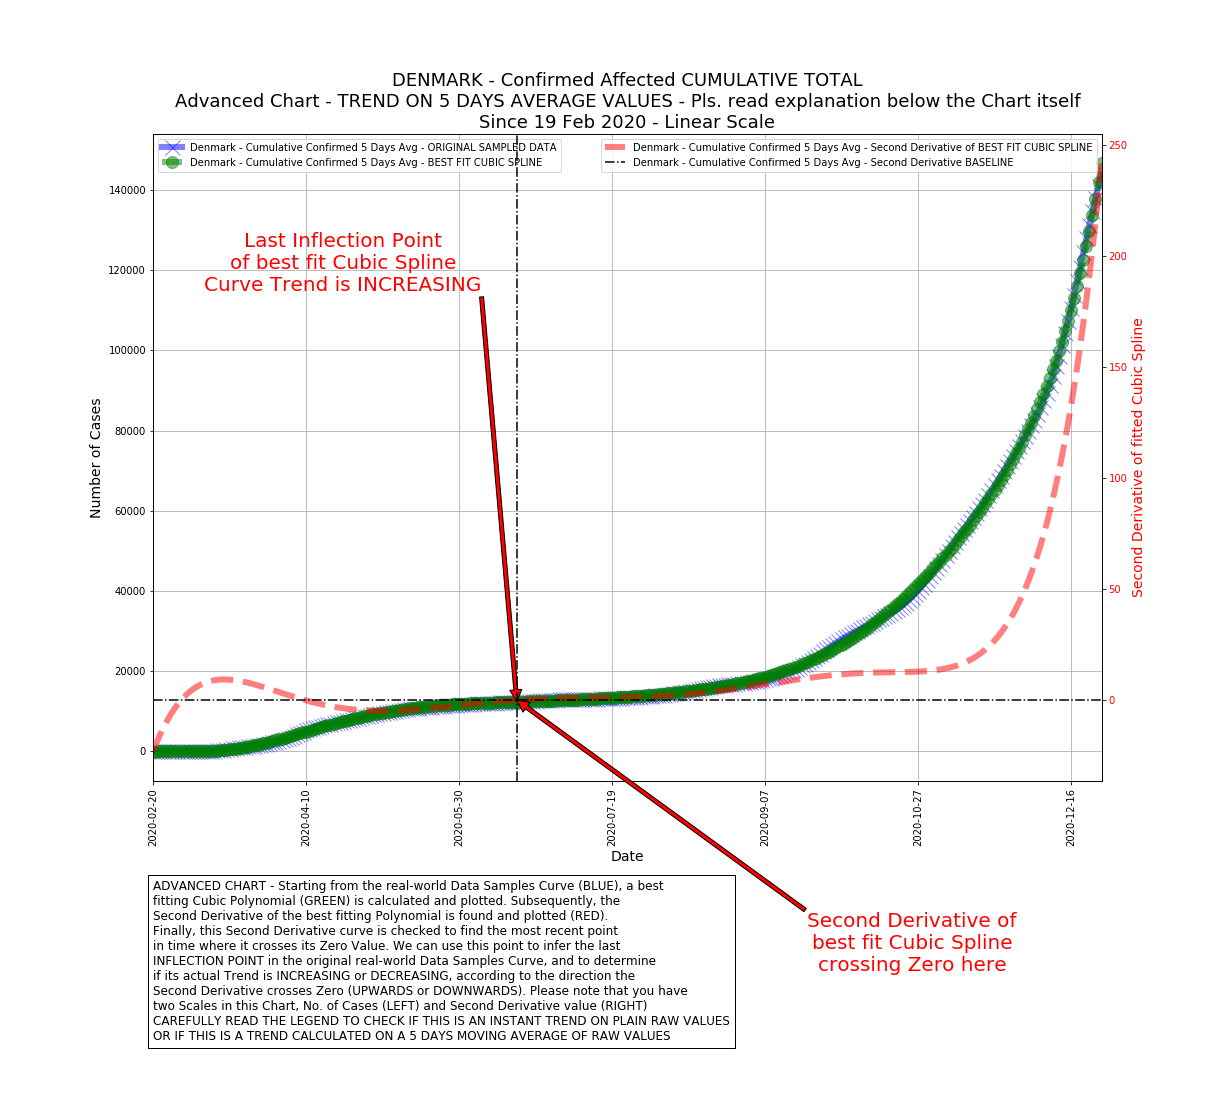 DENMARK - Confirmed Affected CUMULATIVE TOTAL
Advanced Chart - TREND ON 5 DAYS AVERAGE VALUES - Pls. read explanation below the Chart itself
Since 19 Feb 2020 - Linear Scale
Denmark - Cumulative Confirmed 5 Days Avg - ORIGINAL SAMPLED DATA
Denmark - Cumulative Confirmed 5 Days Avg - BEST FIT CUBIC SPLINE
Denmark - Cumulative Confirmed 5 Days Avg - Second Derivative of BEST FIT CUBIC SPLINE
Denmark - Cumulative Confirmed 5 Days Avg - Second Derivative BASELINE
Last Inflection Point
of best fit Cubic Spline
Curve Trend is INCREASING
Number of Cases
140000
120000
100000
80000
60000
40000
20000
0
250
200
150
100
50
0
Second Derivative of fitted Cubic Spline
2020-02-20
2020-04-10
2020-05-30
2020-07-19
2020-09-07
2020-10-27
2020-12-16
Date
ADVANCED CHART - Starting from the real-world Data Samples Curve (BLUE), a best
fitting Cubic Polynomial (GREEN) is calculated and plotted. Subsequently, the
Second Derivative of the best fitting Polynomial is found and plotted (RED).
Finally, this Second Derivative curve is checked to find the most recent point
in time where it crosses its Zero Value. We can use this point to infer the last
INFLECTION POINT in the original real-world Data Samples Curve, and to determine
if its actual Trend is INCREASING or DECREASING, according to the direction the
Second Derivative crosses Zero (UPWARDS or DOWNWARDS). Please note that you have
two Scales in this Chart, No. of Cases (LEFT) and Second Derivative value (RIGHT)
CAREFULLY READ THE LEGEND TO CHECK IF THIS IS AN INSTANT TREND ON PLAIN RAW VALUES
OR IF THIS IS A TREND CALCULATED ON A 5 DAYS MOVING AVERAGE OF RAW VALUES
Second Derivative of
best fit Cubic Spline
crossing Zero here